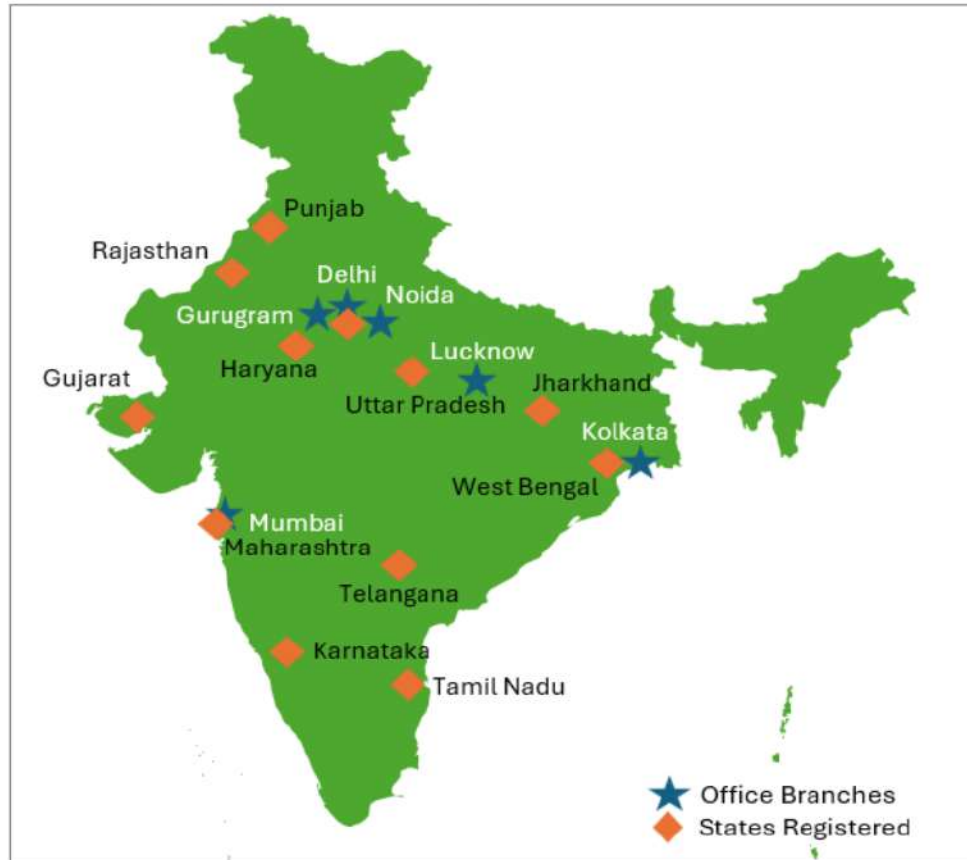 Punjab
Rajasthan
Delhi
Noida
Gurugram
Haryana
Lucknow
Gujarat
Uttar Pradesh
Jharkhand
Kolkata
West Bengal
Mumbai
Maharashtra
Telangana
Karnataka
Tamil Nadu
Office Branches
States Registered